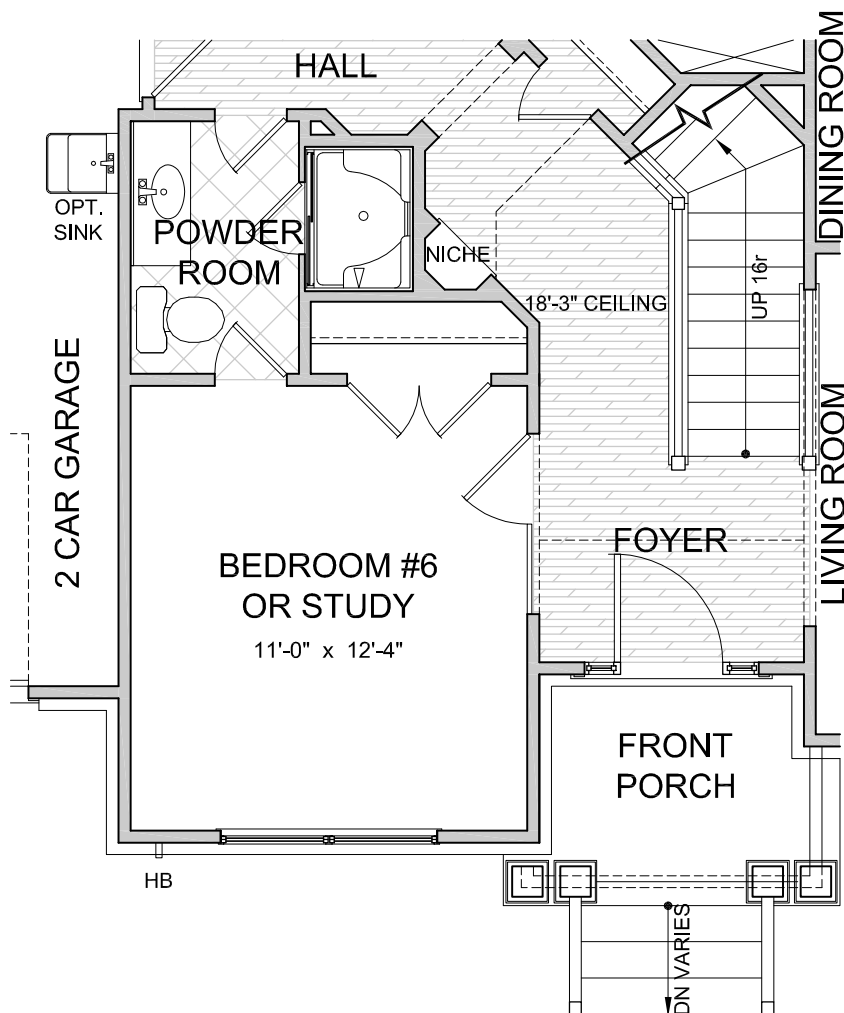 HALL
DINING ROOM
OPT.
SINK
POWDER
ROOM
NICHE
18'-3" CEILING
UP 16r
2 CAR GARAGE
LIVING ROOM
FOYER
BEDROOM #6
OR STUDY
11'-0" x 12'-4"
FRONT
PORCH
HB
DN VARIES